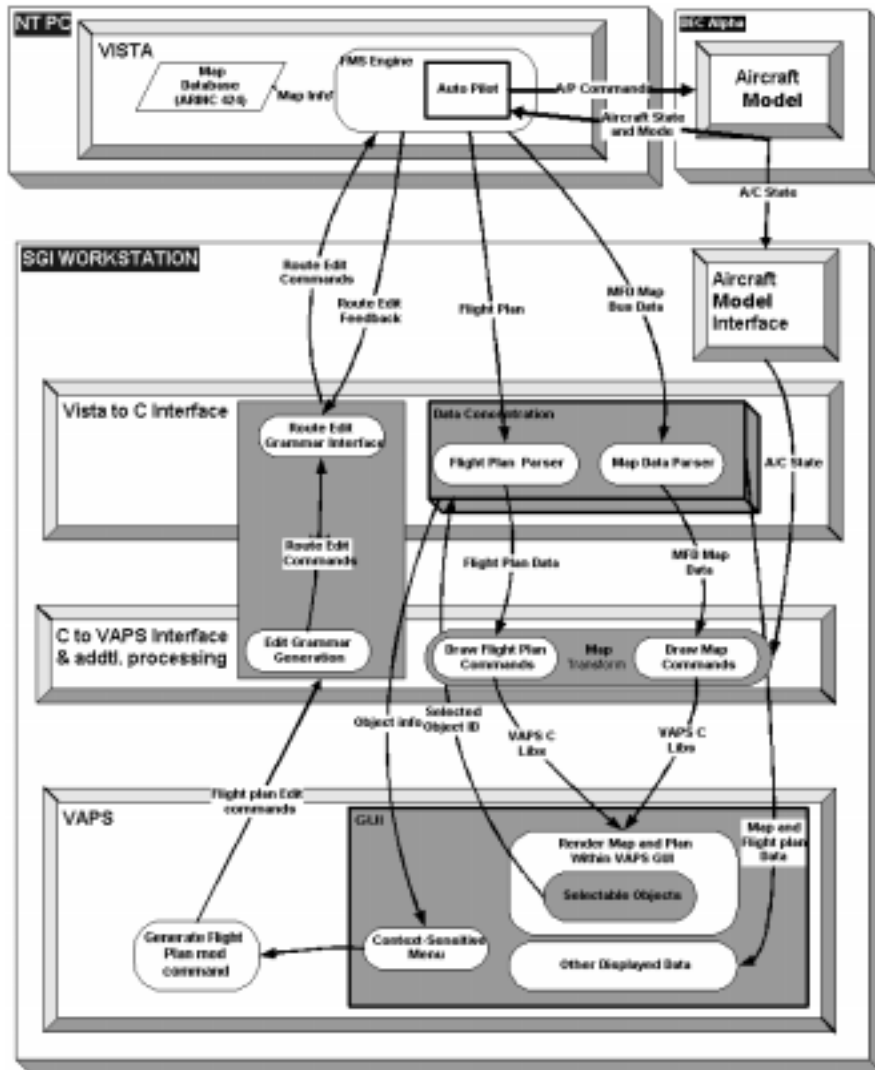 NT PC
VISTA
Map
Database
(ARINC 424)
Map Info
FMS Engine
Auto Pilot
A/P Commands
Aircraft State
and Mode
DEC Alpha
Aircraft
Model
A/C State
SGI WORKSTATION
Route Edit
Commands
Route Edit
Feedback
Flight Plan
MFD Map
Bun Data
Aircraft
Model
Interface
Vista to C Interface
Route Edit
Grammar Interface
Data Concentration
Flight Plan Parser
Map Data Parser
A/C State
Route Edit
Commands
Flight Plan Data
MFD Map
Data
C to VAPS Interface
& addtl. processing
Edit Grammar
Generation
Draw Flight Plan
Commands
Map
Transform
Draw Map
Commands
Object info
Selected
Object ID
VAPS C
Libs
VAPS C
Libs
Flight plan Edit
commands
VAPS
GUI
Render Map and Plan
Within VAPS GUI
Selectable Objects
Map and
Flight plan
Data
Generate Flight
Plan mod
command
Context-Sensitive
Menu
Other Displayed Data